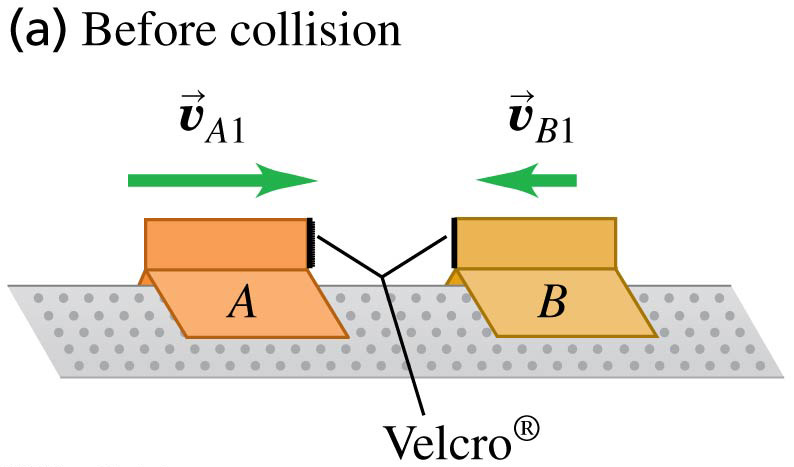 (a) Before collision
v⃗A1
v⃗B1
A
B
Velcro®